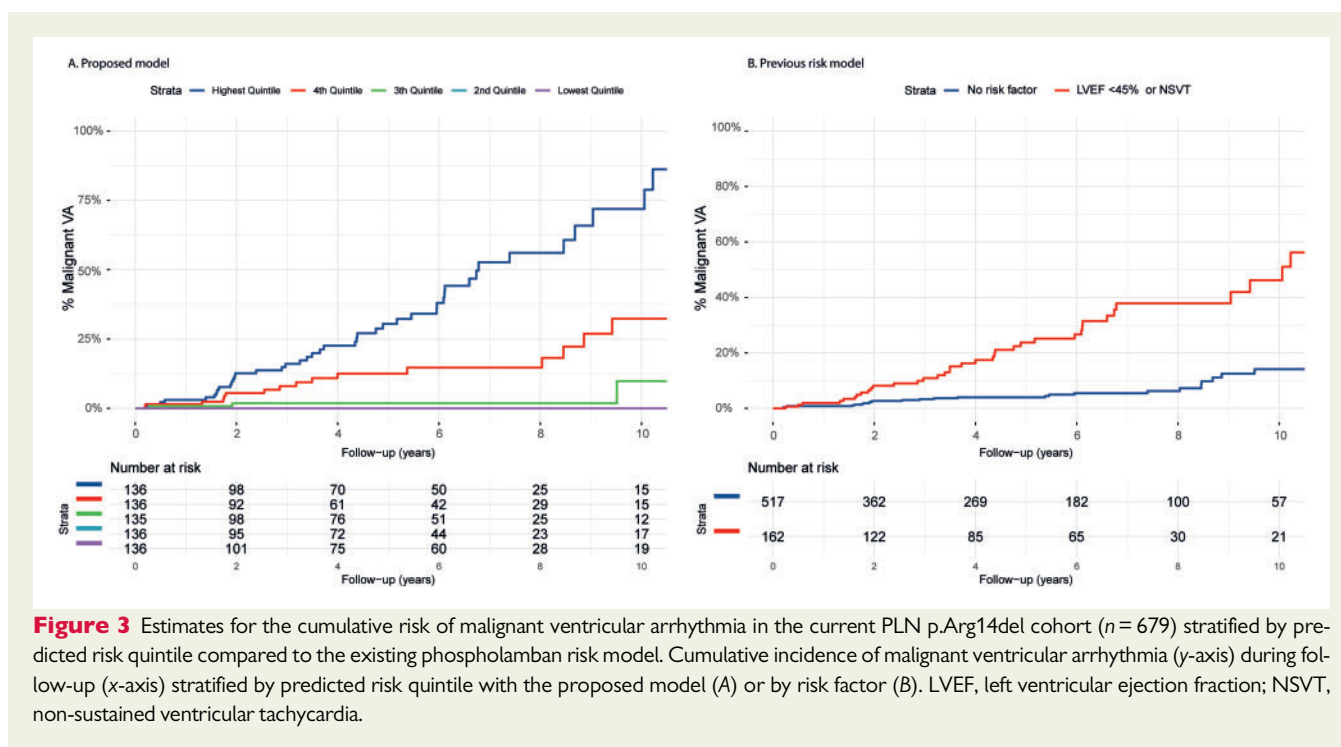 A. Proposed model
Strata Highest Quintile 4th Quintile 3th Quintile 2nd Quintile Lowest Quintile
100%
75%
50%
25%
0%
% Malignant VA
0 2 4 6 8 10
Follow-up (years)
Number at risk
Strata
136 98 70 50 25 15
136 92 61 42 29 15
135 98 76 51 25 12
136 95 72 44 23 17
136 101 75 60 28 19
0 2 4 6 8 10
Follow-up (years)
B. Previous risk model
Strata No risk factor LVEF <45% or NSVT
100%
80%
60%
40%
20%
0%
% Malignant VA
0 2 4 6 8 10
Follow-up (years)
Number at risk
Strata
517 362 269 182 100 57
162 122 85 65 30 21
0 2 4 6 8 10
Follow-up (years)
Figure 3 Estimates for the cumulative risk of malignant ventricular arrhythmia in the current PLN p.Arg14del cohort (n = 679) stratified by pre-
dicted risk quintile compared to the existing phospholamban risk model. Cumulative incidence of malignant ventricular arrhythmia (y-axis) during fol-
low-up (x-axis) stratified by predicted risk quintile with the proposed model (A) or by risk factor (B). LVEF, left ventricular ejection fraction; NSVT,
non-sustained ventricular tachycardia.